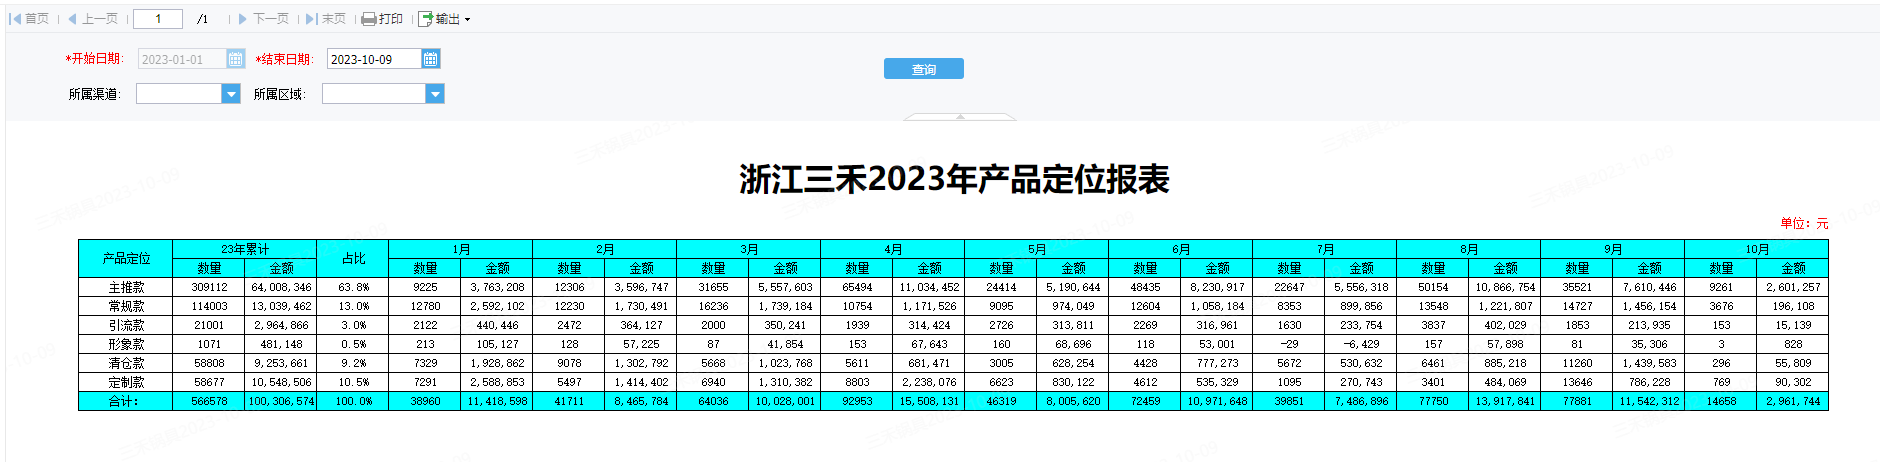 首页 上一页 1 /1 下一页 末页 打印 输出
*开始日期: 2023-01-01 *结束日期: 2023-10-09 查询
所属渠道: 所属区域:
浙江三禾2023年产品定位报表
单位: 元
产品定位 23年累计 占比 1月 2月 3月 4月 5月 6月 7月 8月 9月 10月
数量 金额 数量 金额 数量 金额 数量 金额 数量 金额 数量 金额 数量 金额 数量 金额 数量 金额 数量 金额 数量 金额
主推款 309112 64,008,346 63.8% 9225 3,763,208 12306 3,596,747 31655 5,557,603 65494 11,034,452 24414 5,190,644 48435 8,230,917 22647 5,556,318 50154 10,866,754 35521 7,610,446 9261 2,601,257
常规款 114003 13,039,462 13.0% 12780 2,592,102 12230 1,730,491 16236 1,739,184 10754 1,171,526 9095 974,049 12604 1,058,184 8353 899,856 13548 1,221,807 14727 1,456,154 3676 196,108
引流款 21001 2,964,866 3.0% 2122 440,446 2472 364,127 2000 350,241 1939 314,424 2726 313,811 2269 316,961 1630 233,754 3837 402,029 1853 213,935 153 15,139
形象款 1071 481,148 0.5% 213 105,127 128 57,225 87 41,854 153 67,643 160 68,696 118 53,001 -29 -6,429 157 57,898 81 35,306 3 828
清仓款 58808 9,253,661 9.2% 7329 1,928,862 9078 1,302,792 5668 1,023,768 5611 681,471 3005 628,254 4428 777,273 5672 530,632 6461 885,218 11260 1,439,583 296 55,809
定制款 58677 10,548,506 10.5% 7291 2,588,853 5497 1,414,402 6940 1,310,382 8803 2,238,076 6623 830,122 4612 535,329 1095 270,743 3401 484,069 13646 786,228 769 90,302
合计: 566578 100,306,574 100.0% 38960 11,418,598 41711 8,465,784 64036 10,028,001 92953 15,508,131 46319 8,005,620 72459 10,971,648 39851 7,486,896 77750 13,917,841 77881 11,542,312 14658 2,961,744